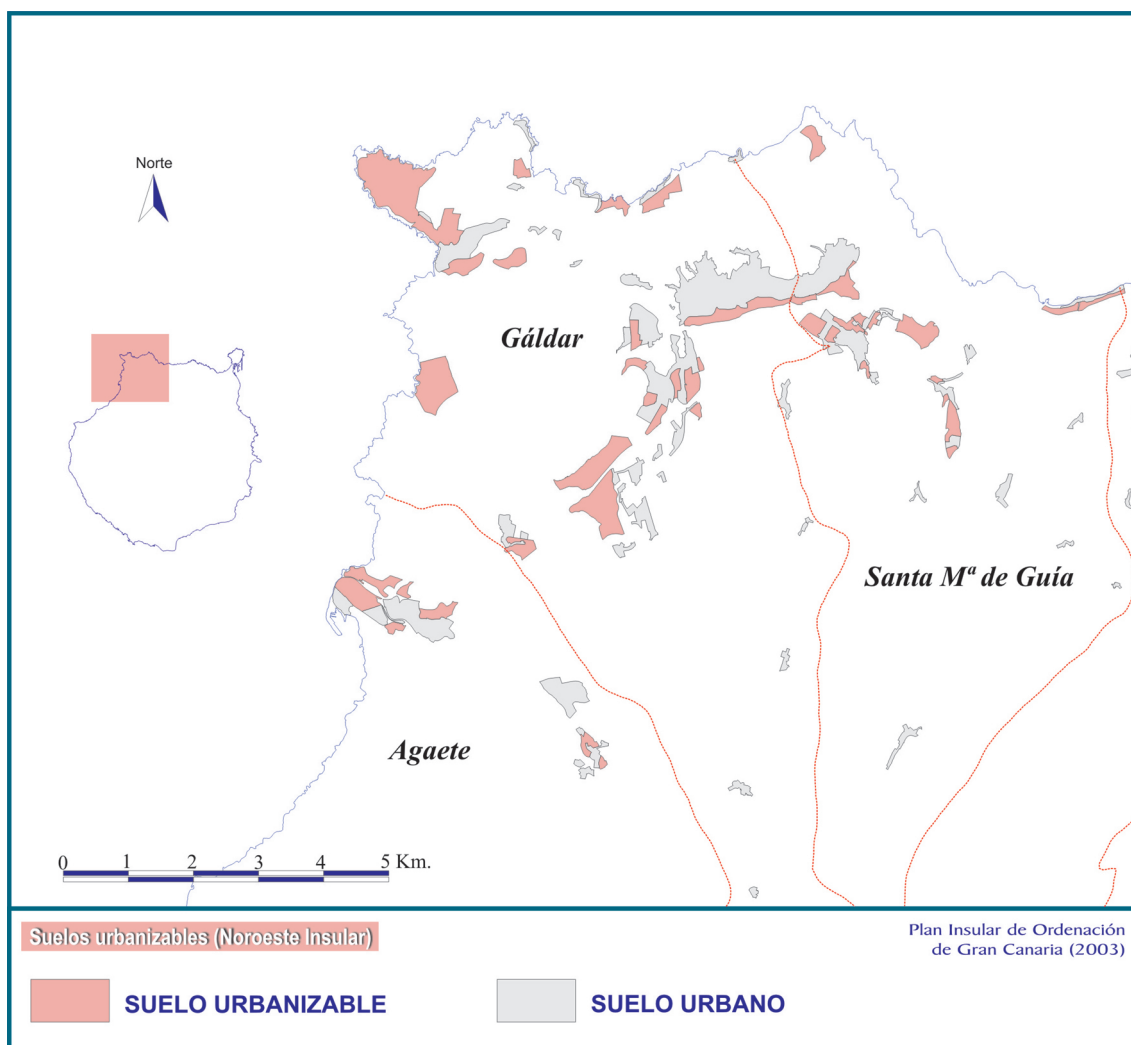 Norte
Gáldar
Santa Mª de Guía
Agaete
0 1 2 3 4 5 Km.
Suelos urbanizables (Noroeste Insular)
Plan Insular de Ordenación
de Gran Canaria (2003)
SUELO URBANIZABLE
SUELO URBANO